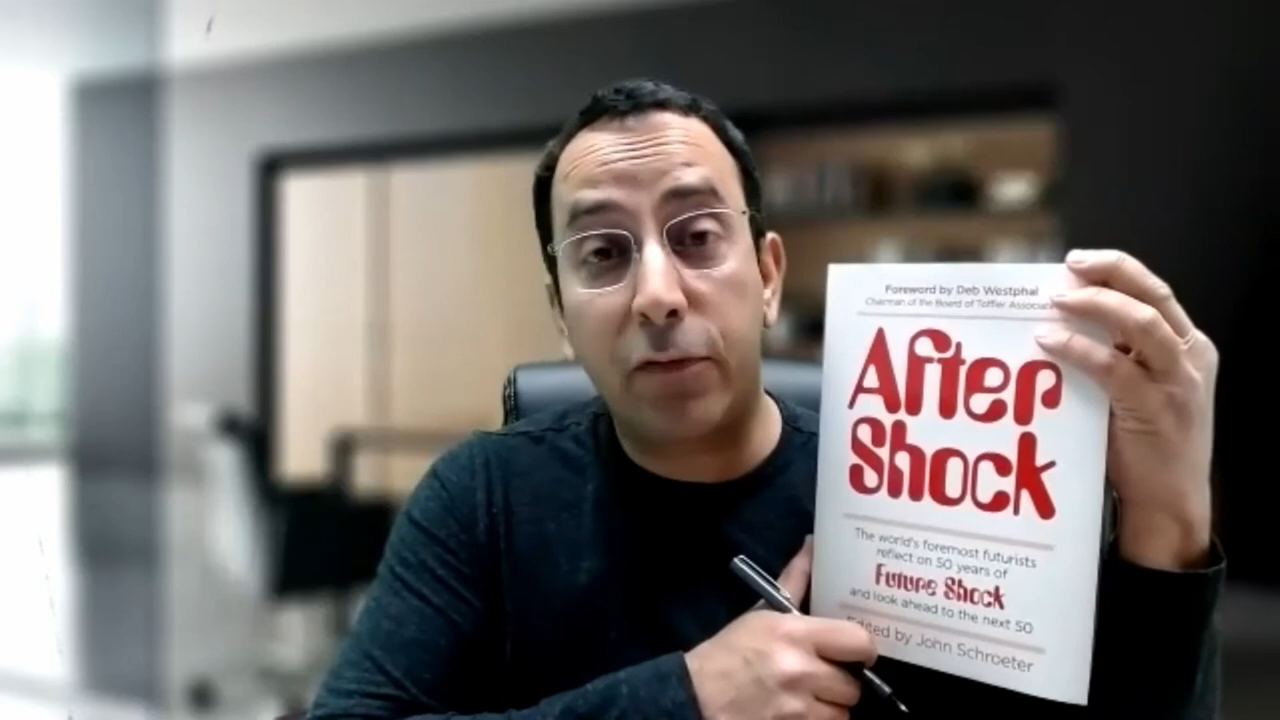 Foreword by Deb Westphal
Chairman of the Board of Toffler Associates
After
Shock
The world's foremost futurists
reflect on 50 years of
Future Shock
and look ahead to the next 50
Edited by John Schroeter